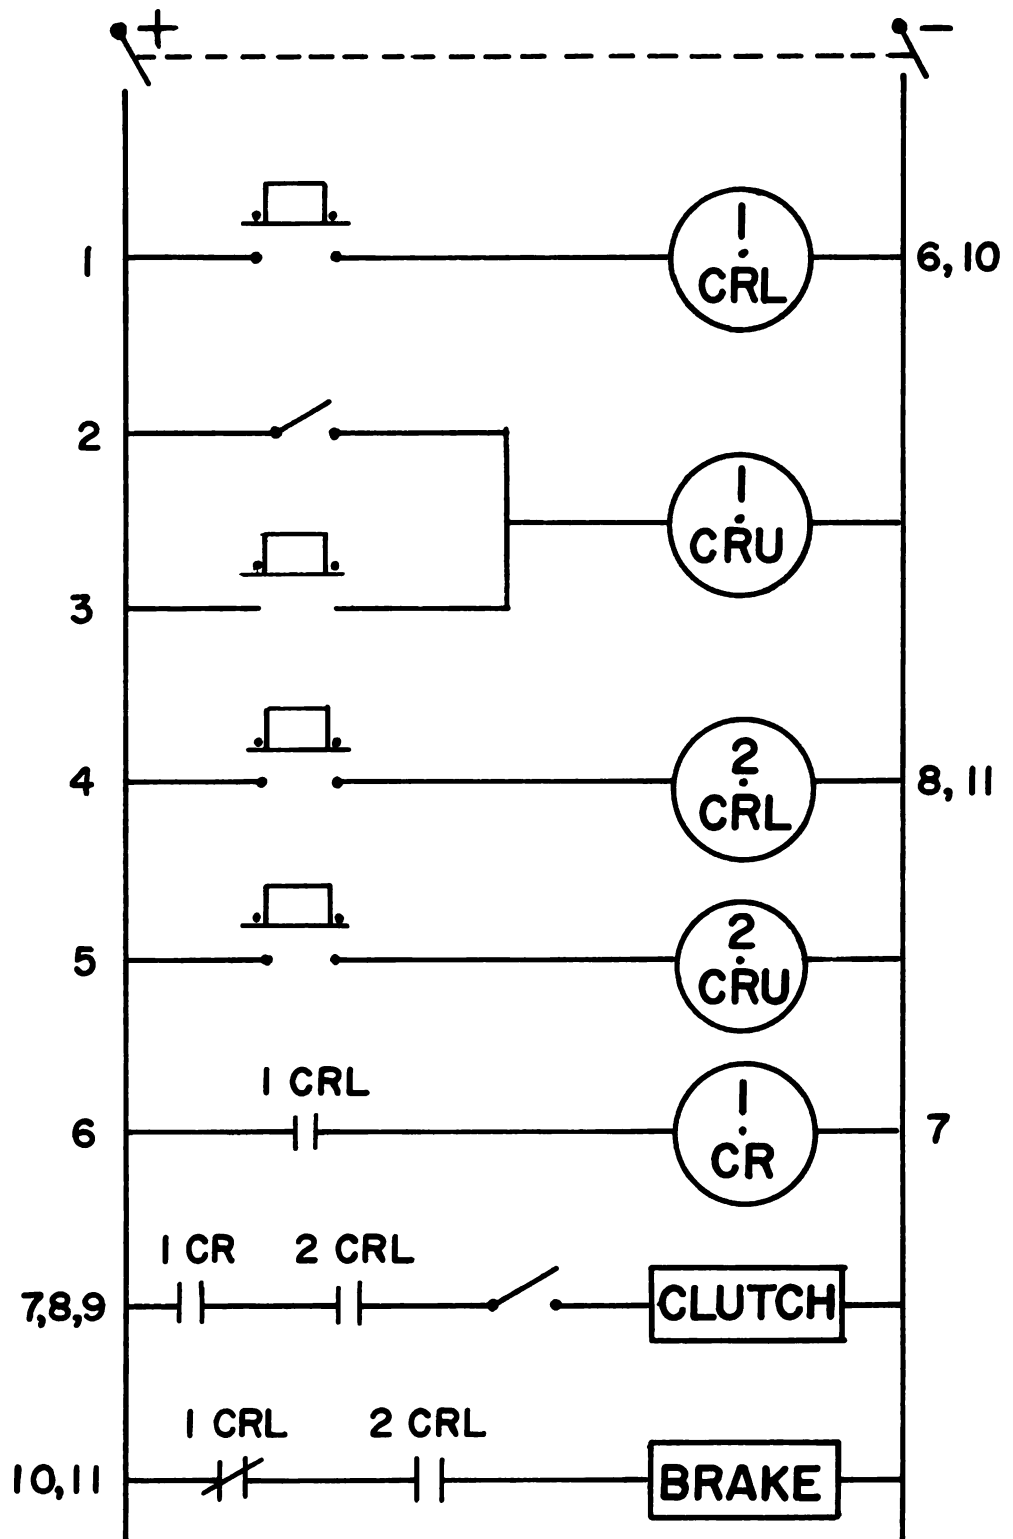 + −
1 1 CRL 6,10
2
1 CRU
3
4 2 CRL 8,11
5 2 CRU
1 CRL
6 1 CR 7
1 CR 2 CRL
7,8,9 CLUTCH
1 CRL 2 CRL
10,11 BRAKE